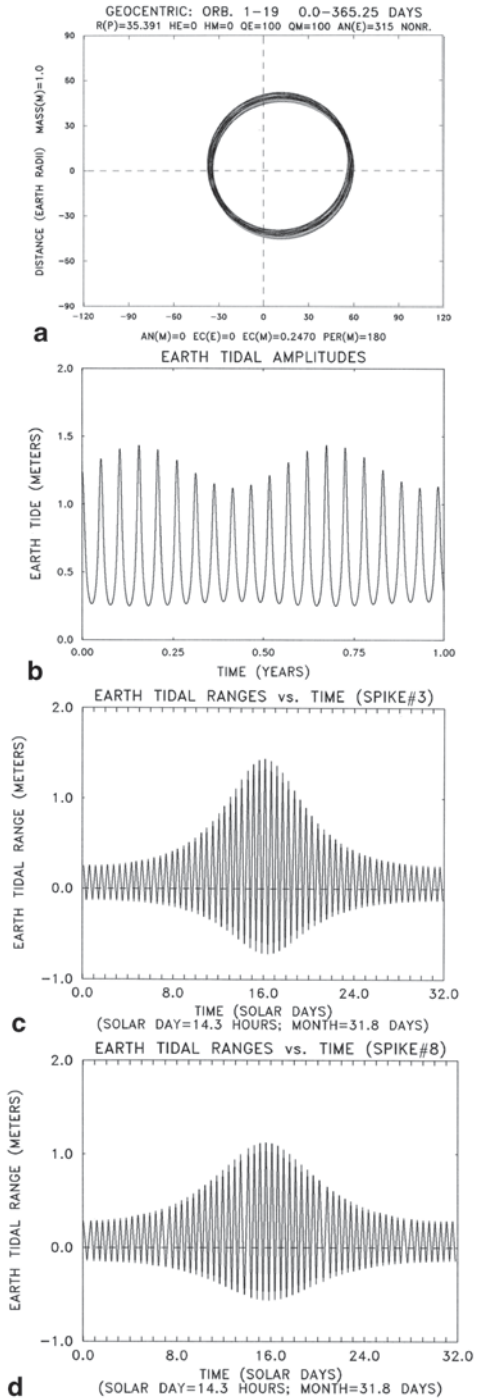 GEOCENTRIC: ORB. 1-19 0.0-365.25 DAYS
R(P)=35.391 HE=0 HM=0 QE=100 QM=100 AN(E)=315 NONR.
90
60
30
0
-30
-60
-90
DISTANCE (EARTH RADII) MASS(M)=1.0
-120 -90 -60 -30 0 30 60 90 120
AN(M)=0 EC(E)=0 EC(M)=0.2470 PER(M)=180
a
EARTH TIDAL AMPLITUDES
2.0
1.5
1.0
0.5
0.0
EARTH TIDE (METERS)
0.00 0.25 0.50 0.75 1.00
TIME (YEARS)
b
EARTH TIDAL RANGES vs. TIME (SPIKE#3)
2.0
1.0
0.0
-1.0
EARTH TIDAL RANGE (METERS)
0.0 8.0 16.0 24.0 32.0
TIME (SOLAR DAYS)
(SOLAR DAY=14.3 HOURS; MONTH=31.8 DAYS)
c
EARTH TIDAL RANGES vs. TIME (SPIKE#8)
2.0
1.0
0.0
-1.0
EARTH TIDAL RANGE (METERS)
0.0 8.0 16.0 24.0 32.0
TIME (SOLAR DAYS)
(SOLAR DAY=14.3 HOURS; MONTH=31.8 DAYS)
d